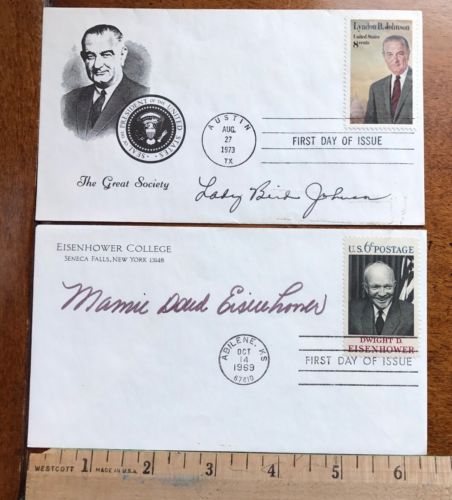 Lyndon B. Johnson
United States
8 cents
SEAL OF THE PRESIDENT OF THE UNITED STATES
AUSTIN
AUG.
27
1973
TX
FIRST DAY OF ISSUE
The Great Society
Lady Bird Johnson
EISENHOWER COLLEGE
SENECA FALLS, NEW YORK 13148
U.S. 6¢ POSTAGE
Mamie Doud Eisenhower
DWIGHT D.
EISENHOWER
ABILENE, KS
OCT
14
1969
67410
FIRST DAY OF ISSUE
WESTCOTT MADE IN U.S.A. 1 2 3 4 5 6